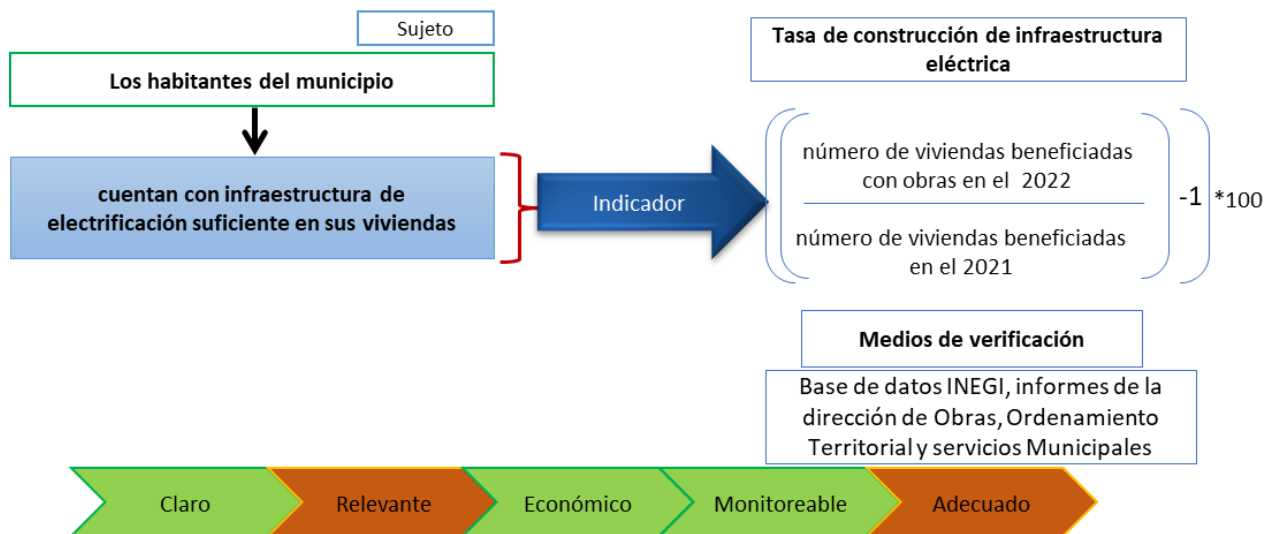 Sujeto
Los habitantes del municipio
cuentan con infraestructura de
electrificación suficiente en sus viviendas
Indicador
Tasa de construcción de infraestructura
eléctrica
número de viviendas beneficiadas
con obras en el 2022
número de viviendas beneficiadas
en el 2021
-1
*100
Medios de verificación
Base de datos INEGI, informes de la
dirección de Obras, Ordenamiento
Territorial y servicios Municipales
Claro
Relevante
Económico
Monitoreable
Adecuado